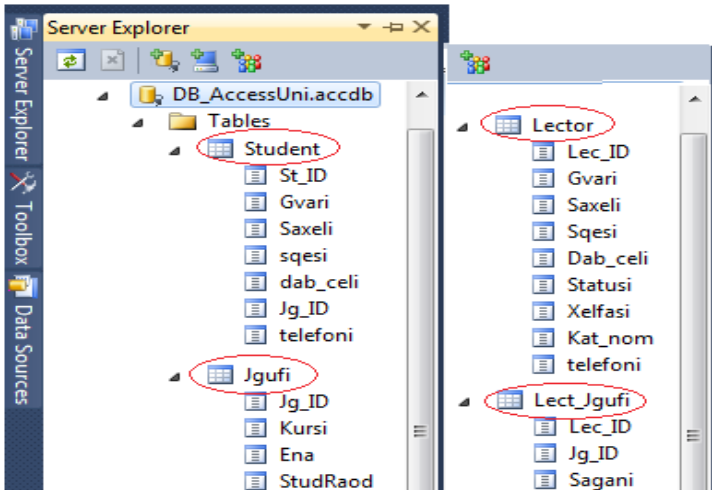 Server Explorer
DB_AccessUni.accdb
Tables
Student
St_ID
Gvari
Saxeli
sqesi
dab_celi
Jg_ID
telefoni
Jgufi
Jg_ID
Kursi
Ena
StudRaod
Lector
Lec_ID
Gvari
Saxeli
Sqesi
Dab_celi
Statusi
Xelfasi
Kat_nom
telefoni
Lect_Jgufi
Lec_ID
Jg_ID
Sagani
Server Explorer
Toolbox
Data Sources